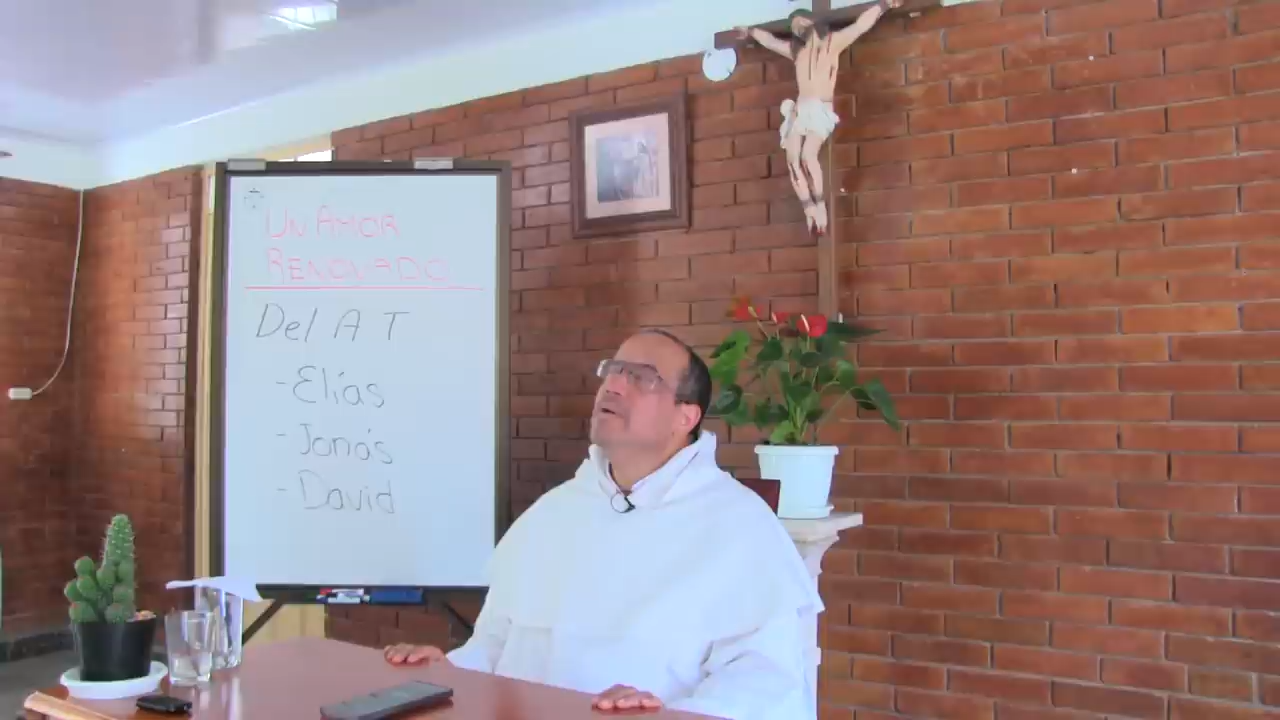 UN AMOR
RENOVADO
Del A T
- Elías
- Jonás
- David